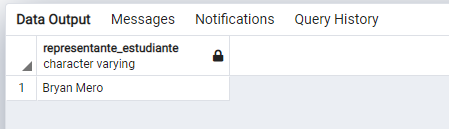 Data Output Messages Notifications Query History
representante_estudiante
character varying
1 Bryan Mero